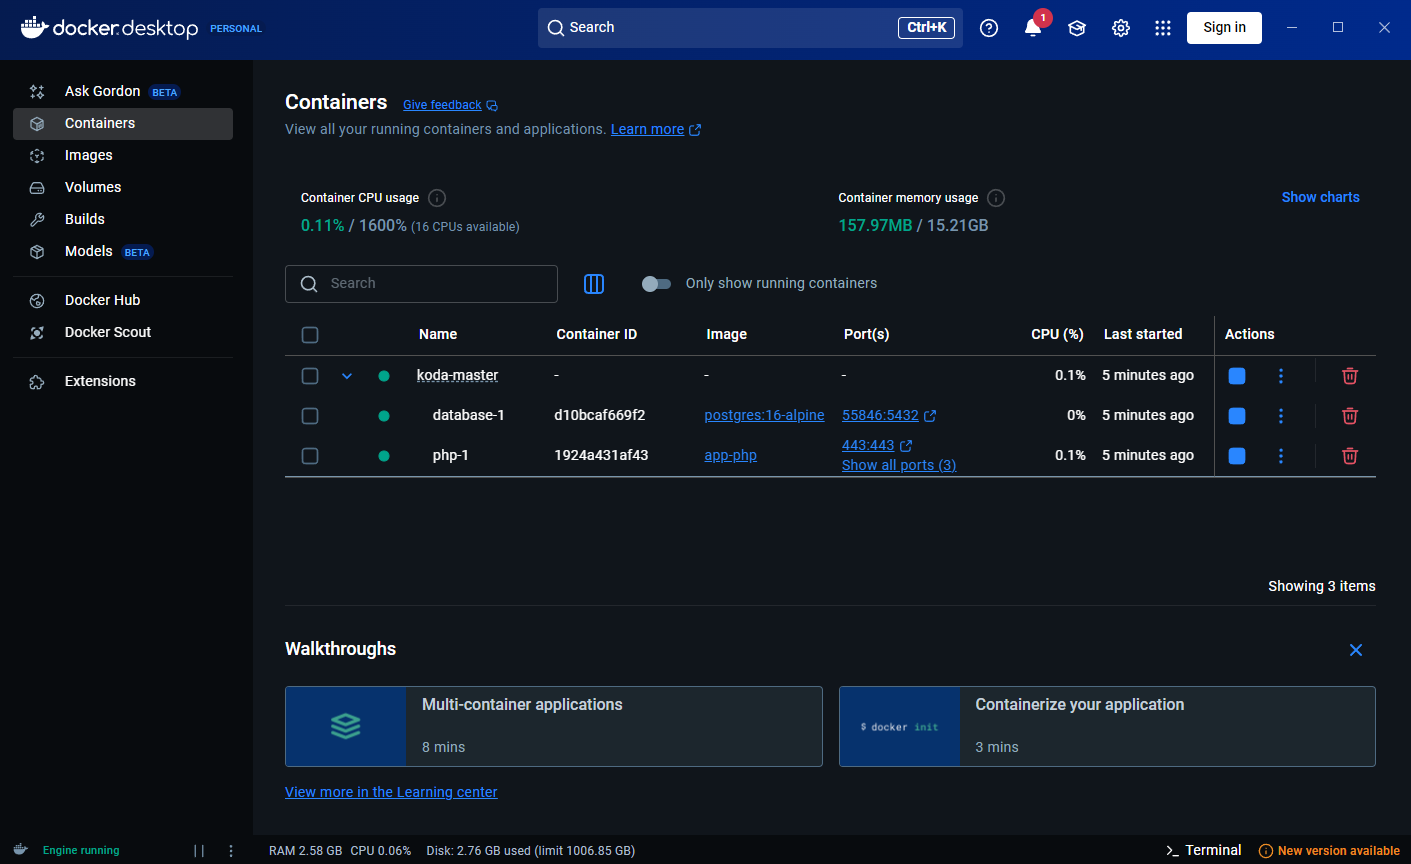 docker.desktop PERSONAL
Search Ctrl+K
1
Sign in
Ask Gordon BETA
Containers
Images
Volumes
Builds
Models BETA
Docker Hub
Docker Scout
Extensions
Containers Give feedback
View all your running containers and applications. Learn more
Container CPU usage
0.11% / 1600% (16 CPUs available)
Container memory usage
157.97MB / 15.21GB
Show charts
Search
Only show running containers
Name Container ID Image Port(s) CPU (%) Last started Actions
koda-master - - - 0.1% 5 minutes ago
database-1 d10bcaf669f2 postgres:16-alpine 55846:5432 0% 5 minutes ago
php-1 1924a431af43 app-php 443:443 0.1% 5 minutes ago
Show all ports (3)
Showing 3 items
Walkthroughs
Multi-container applications
8 mins
$ docker init
Containerize your application
3 mins
View more in the Learning center
Engine running
RAM 2.58 GB CPU 0.06% Disk: 2.76 GB used (limit 1006.85 GB)
Terminal
New version available